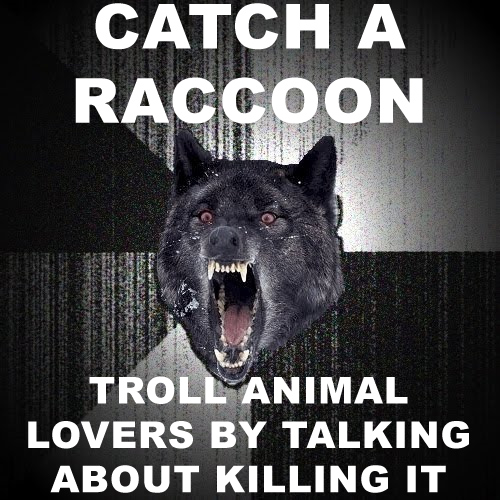 CATCH A
RACCOON
TROLL ANIMAL
LOVERS BY TALKING
ABOUT KILLING IT